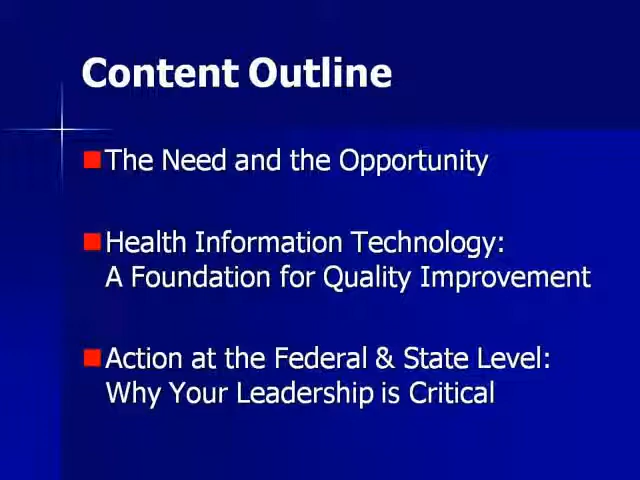 Content Outline
The Need and the Opportunity
Health Information Technology:
A Foundation for Quality Improvement
Action at the Federal & State Level:
Why Your Leadership is Critical